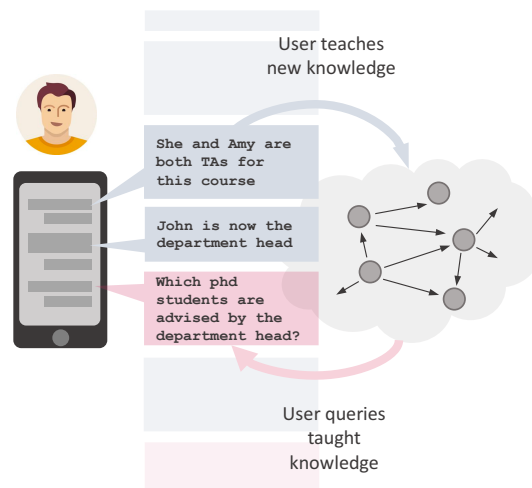 User teaches
new knowledge
She and Amy are
both TAs for
this course
John is now the
department head
Which phd
students are
advised by the
department head?
User queries
taught
knowledge